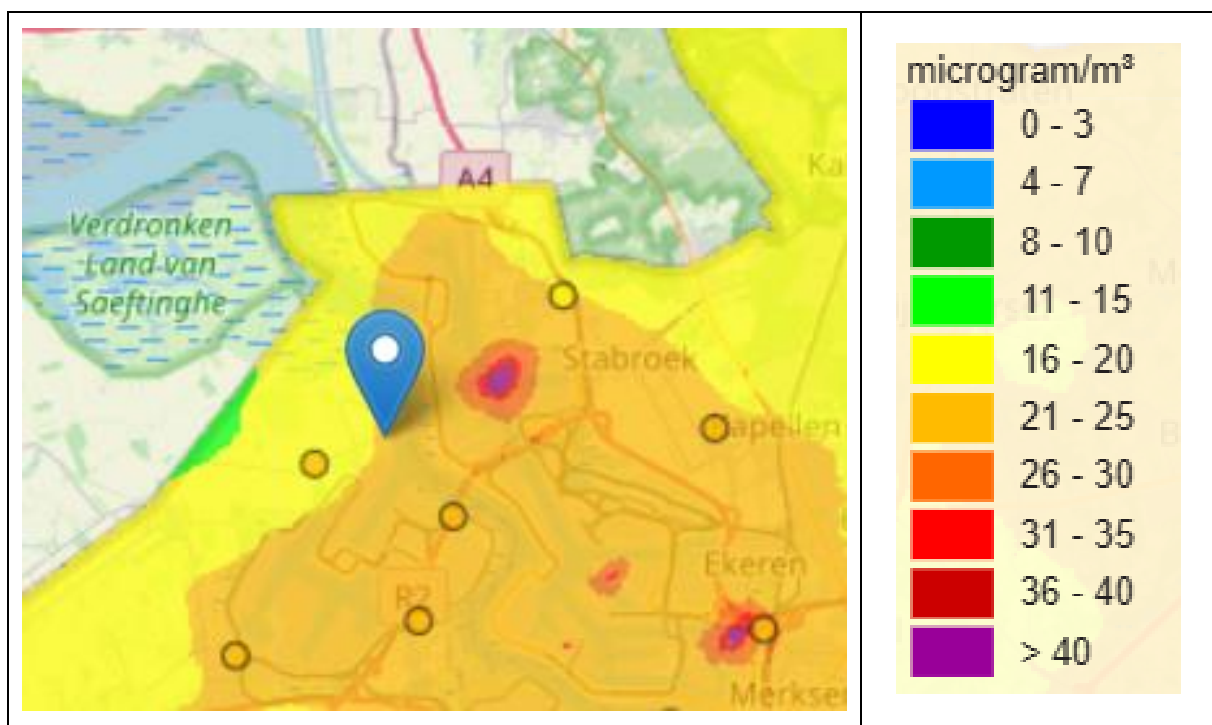 A4
Verdronken
Land van
Saeftinghe
Stabroek
Ekeren
R2
microgram/m³
0 - 3
4 - 7
8 - 10
11 - 15
16 - 20
21 - 25
26 - 30
31 - 35
36 - 40
> 40